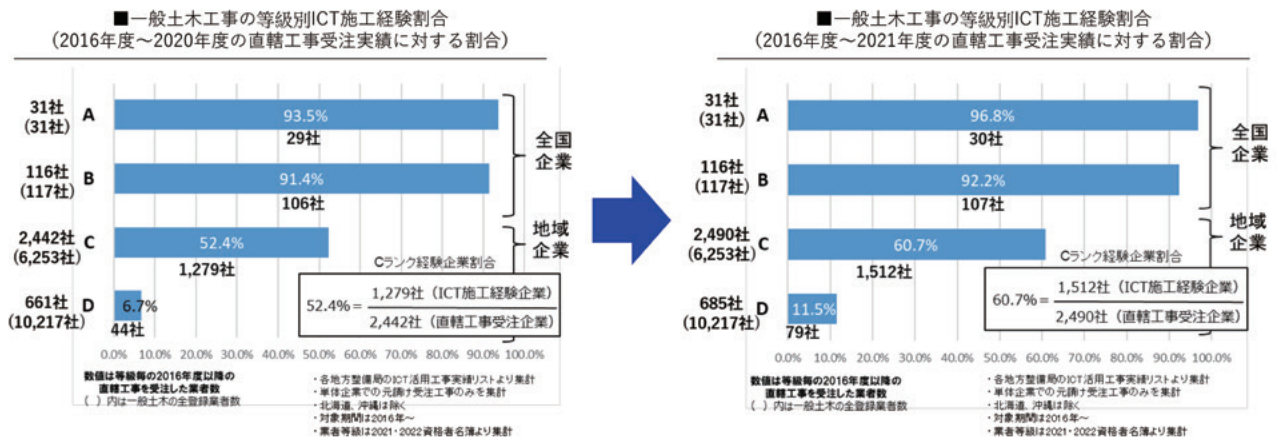 ■一般土木工事の等級別ICT施工経験割合
(2016年度～2020年度の直轄工事受注実績に対する割合)
31社
(31社)
A
93.5%
29社
116社
(117社)
B
91.4%
106社
全国
企業
2,442社
(6,253社)
C
52.4%
1,279社
地域
企業
Cランク経験企業割合
52.4%=
1,279社（ICT施工経験企業）
2,442社（直轄工事受注企業）
661社
(10,217社)
D
6.7%
44社
0.0% 10.0% 20.0% 30.0% 40.0% 50.0% 60.0% 70.0% 80.0% 90.0% 100.0%
数値は等級毎の2016年度以降の
直轄工事を受注した業者数
( ）内は一般土木の全登録業者数
・各地方整備局のICT活用工事実績リストより集計
・単体企業での元請け受注工事のみを集計
・北海道、沖縄は除く
・対象期間は2016年～
・業者等級は2021・2022資格者名簿より集計
■一般土木工事の等級別ICT施工経験割合
(2016年度～2021年度の直轄工事受注実績に対する割合)
31社
(31社)
A
96.8%
30社
116社
(117社)
B
92.2%
107社
全国
企業
2,490社
(6,253社)
C
60.7%
1,512社
地域
企業
Cランク経験企業割合
60.7%=
1,512社（ICT施工経験企業）
2,490社（直轄工事受注企業）
685社
(10,217社)
D
11.5%
79社
0.0% 10.0% 20.0% 30.0% 40.0% 50.0% 60.0% 70.0% 80.0% 90.0% 100.0%
数値は等級毎の2016年度以降の
直轄工事を受注した業者数
( ）内は一般土木の全登録業者数
・各地方整備局のICT活用工事実績リストより集計
・単体企業での元請け受注工事のみを集計
・北海道、沖縄は除く
・対象期間は2016年～
・業者等級は2021・2022資格者名簿より集計